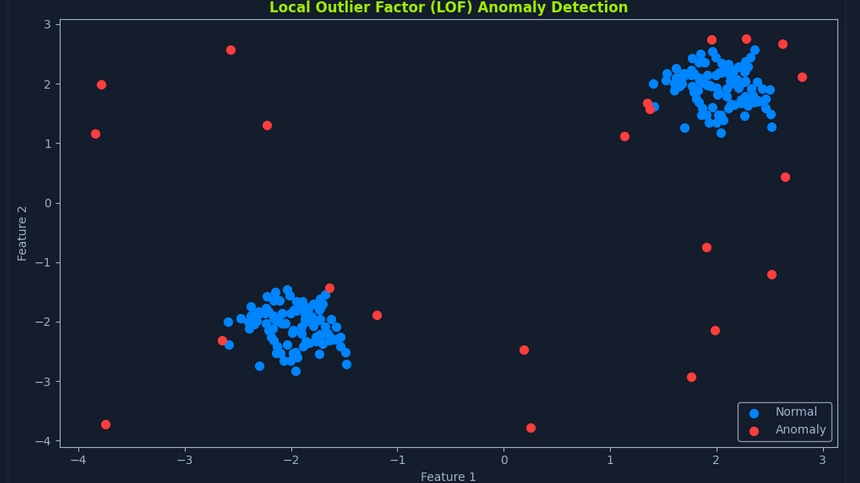 Local Outlier Factor (LOF) Anomaly Detection
3
2
1
0
−1
−2
−3
−4
Feature 2
Normal
Anomaly
−4 −3 −2 −1 0 1 2 3
Feature 1